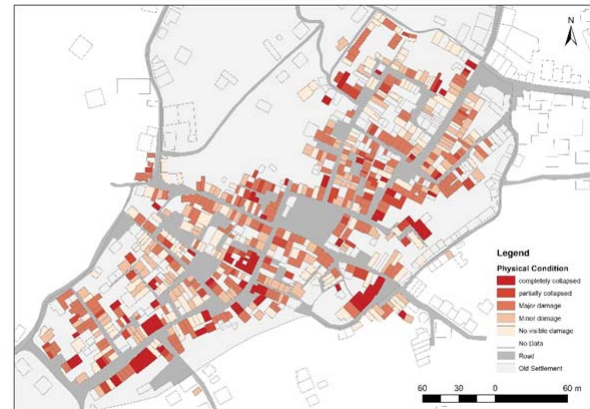 N
Legend
Physical Condition
completely collapsed
partially collapsed
Major damage
Minor damage
No visible damage
No Data
Road
Old Settlement
60 30 0 60 m